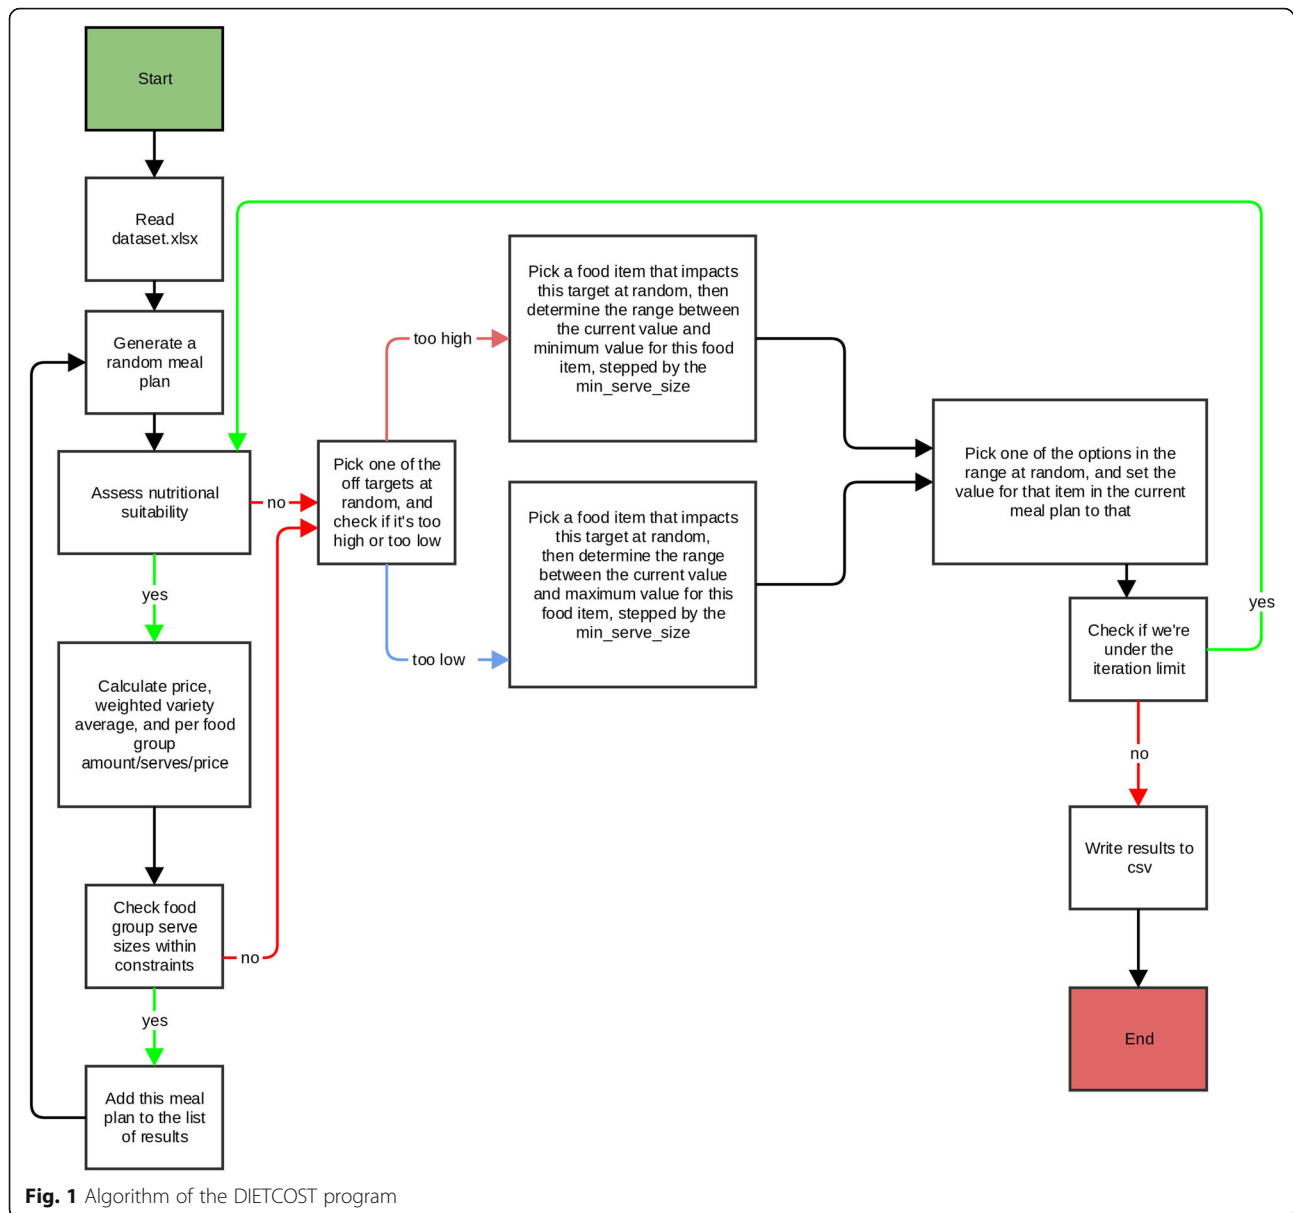 Start
Read
dataset.xlsx
Generate a
random meal
plan
Assess nutritional
suitability
no
yes
Calculate price,
weighted variety
average, and per food
group
amount/serves/price
Check food
group serve
sizes within
constraints
no
yes
Add this meal
plan to the list
of results
Pick one of the
off targets at
random, and
check if it's too
high or too low
too high
too low
Pick a food item that impacts
this target at random, then
determine the range between
the current value and
minimum value for this food
item, stepped by the
min_serve_size
Pick a food item that impacts
this target at random,
then determine the range
between the current value
and maximum value for this
food item, stepped by the
min_serve_size
Pick one of the options in the
range at random, and set the
value for that item in the current
meal plan to that
Check if we're
under the
iteration limit
yes
no
Write results to
csv
End
Fig. 1 Algorithm of the DIETCOST program